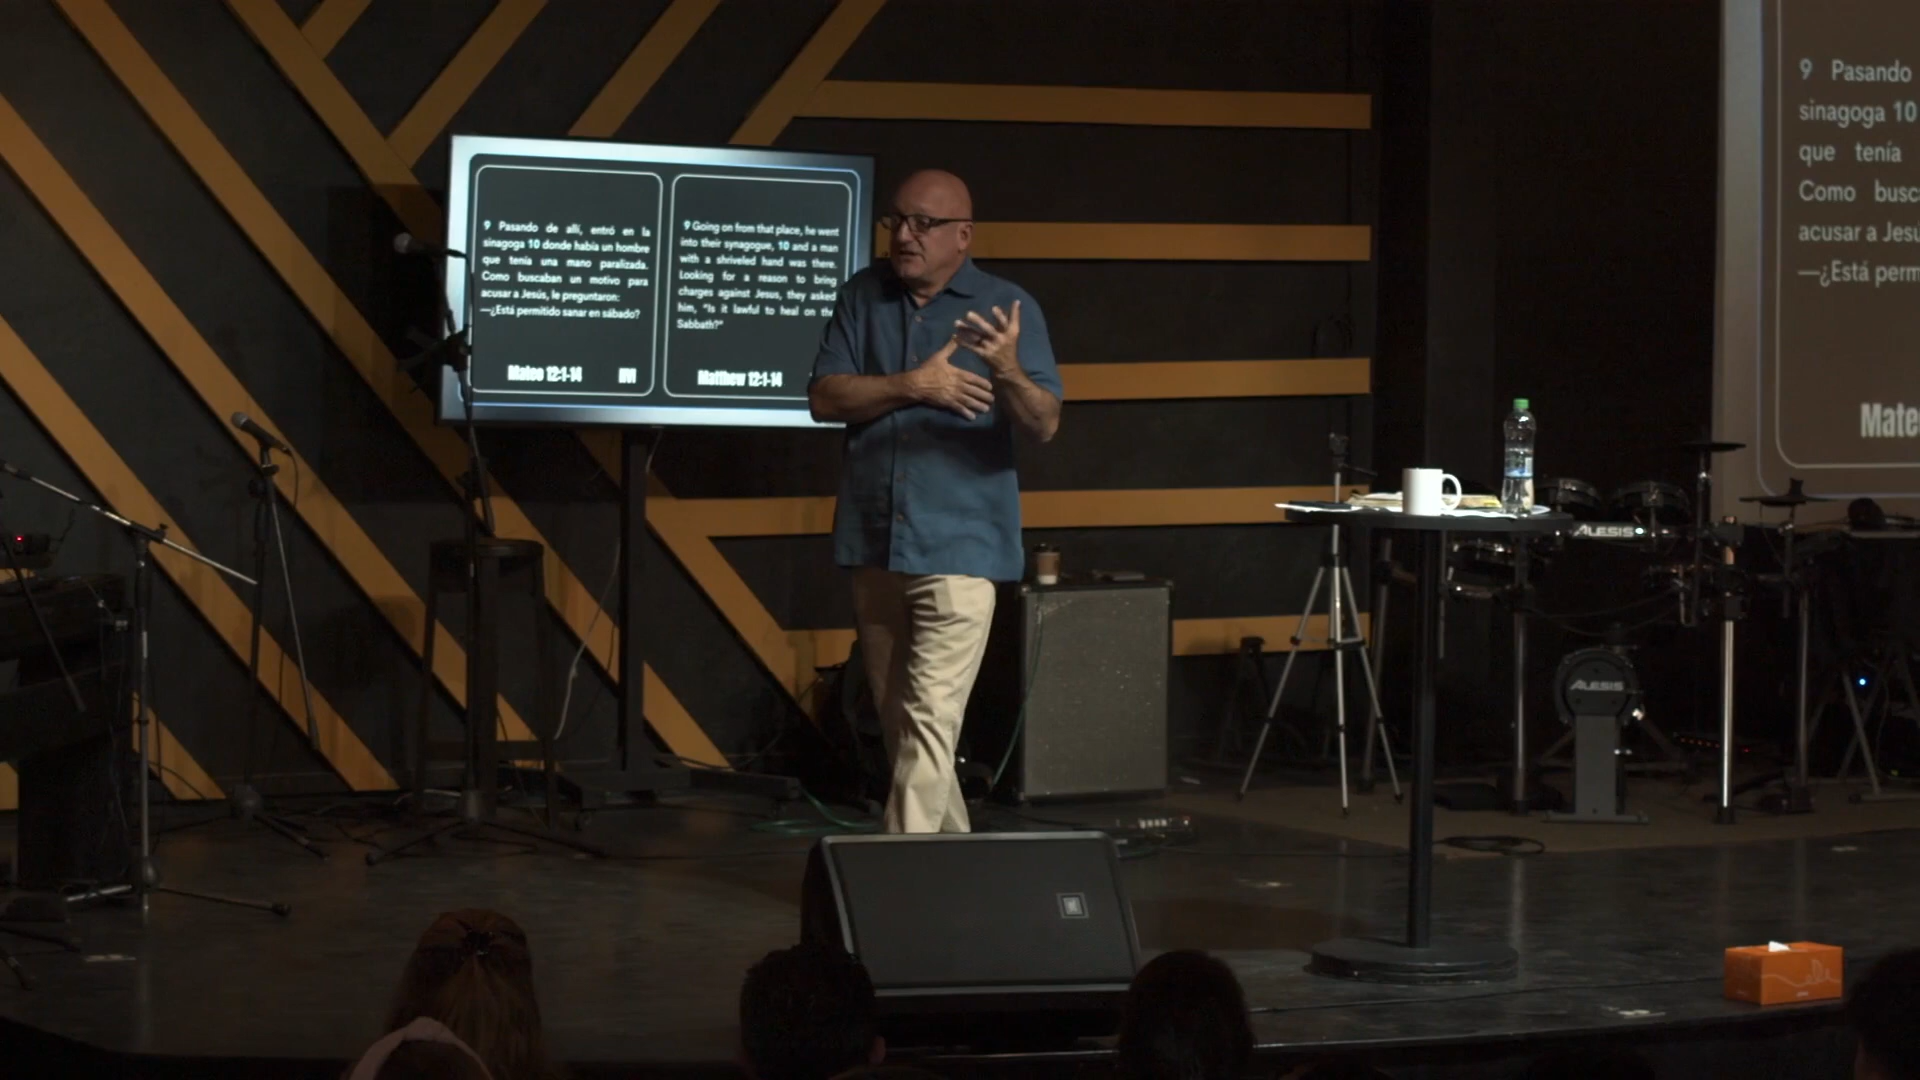 9 Pasando de allí, entró en la
sinagoga 10 donde había un hombre
que tenía una mano paralizada.
Como buscaban un motivo para
acusar a Jesús, le preguntaron:
—¿Está permitido sanar en sábado?
Mateo 12:1-14 NVI
9 Going on from that place, he went
into their synagogue, 10 and a man
with a shriveled hand was there.
Looking for a reason to bring
charges against Jesus, they asked
him, "Is it lawful to heal on the
Sabbath?"
Matthew 12:1-14
9 Pasando
sinagoga 10
que tenía
Como
acusar a
—¿Está
ALESIS
ALESIS